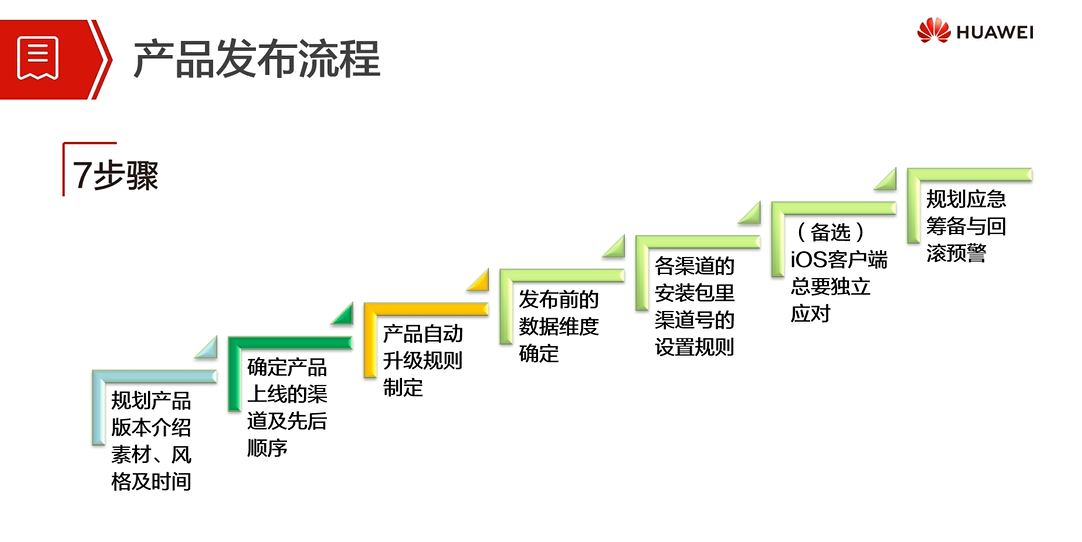 产品发布流程
HUAWEI
7步骤
规划产品
版本介绍
素材、风
格及时间
确定产品
上线的渠
道及先后
顺序
产品自动
升级规则
制定
发布前的
数据维度
确定
各渠道的
安装包里
渠道号的
设置规则
（备选）
iOS客户端
总要独立
应对
规划应急
筹备与回
滚预警